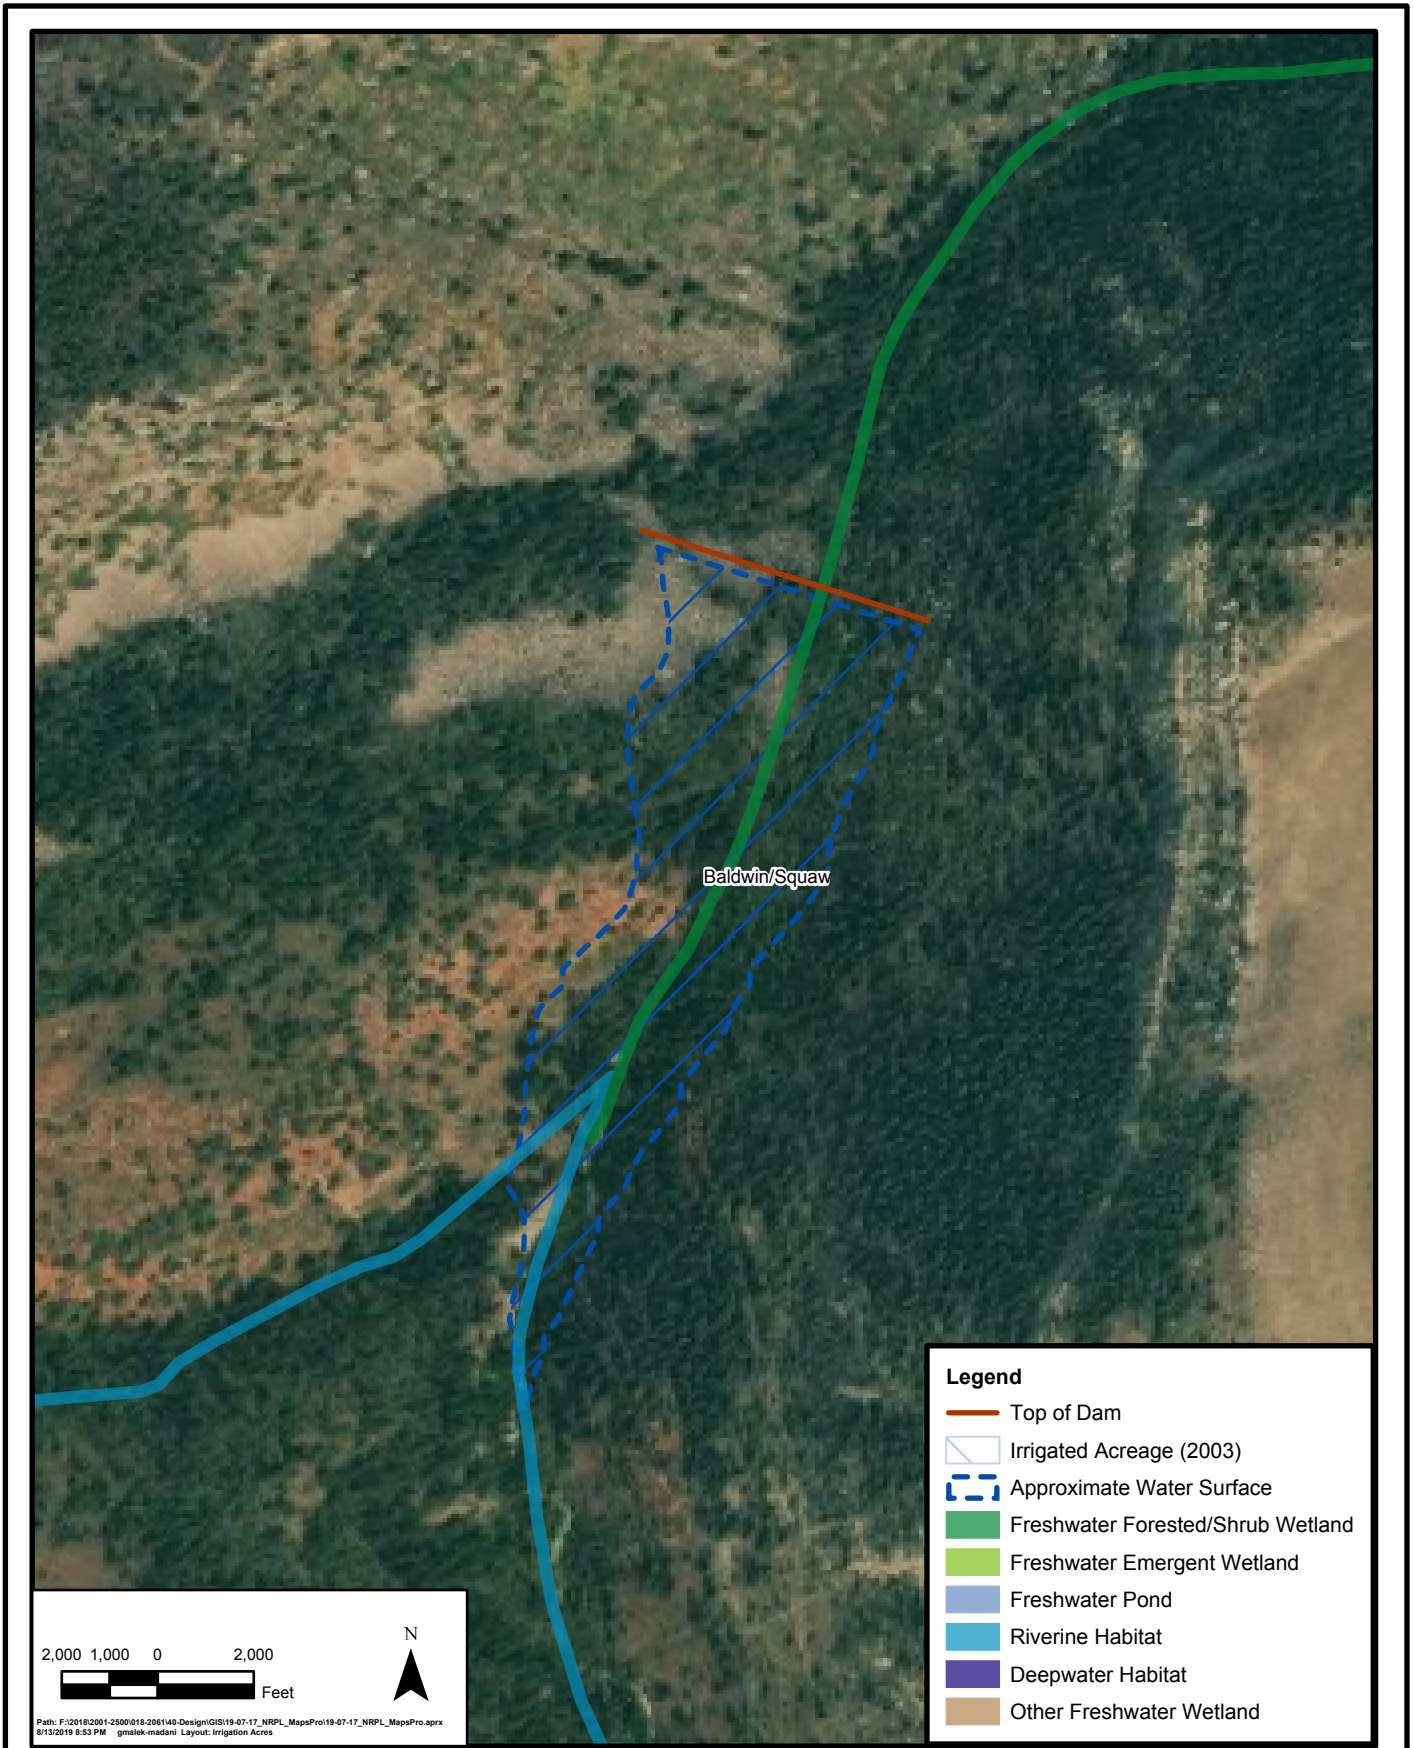 Baldwin/Squaw
Legend
Top of Dam
Irrigated Acreage (2003)
Approximate Water Surface
Freshwater Forested/Shrub Wetland
Freshwater Emergent Wetland
Freshwater Pond
Riverine Habitat
Deepwater Habitat
Other Freshwater Wetland
N
2,000 1,000 0 2,000
Feet
Path: F:\2018\2001-2500\018-2061\40-Design\GIS\19-07-17_NRPL_MapsPro\19-07-17_NRPL_MapsPro.aprx
8/13/2019 8:53 PM gmalek-madani Layout: Irrigation Acres